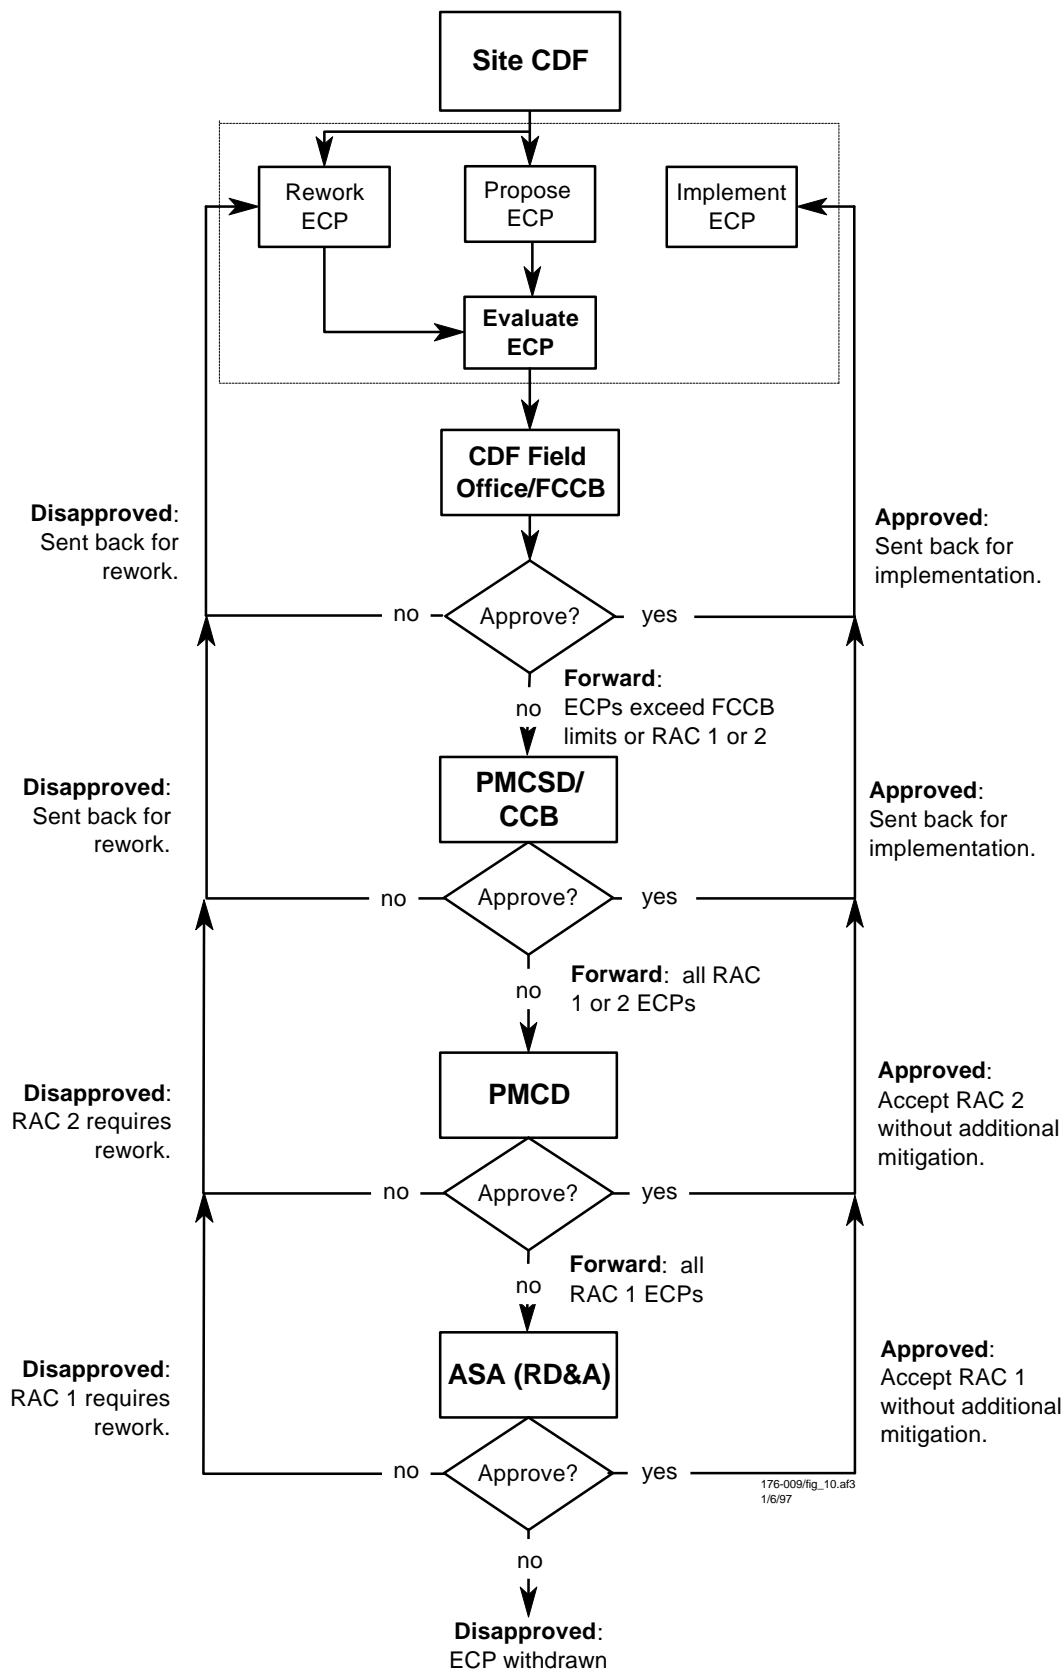 Site CDF
Rework
ECP
Propose
ECP
Implement
ECP
Evaluate
ECP
CDF Field
Office/FCCB
Disapproved:
Sent back for
rework.
Approved:
Sent back for
implementation.
no
Approve?
yes
no
Forward:
ECPs exceed FCCB
limits or RAC 1 or 2
PMCSD/
CCB
Disapproved:
Sent back for
rework.
Approved:
Sent back for
implementation.
no
Approve?
yes
no
Forward: all RAC
1 or 2 ECPs
PMCD
Disapproved:
RAC 2 requires
rework.
Approved:
Accept RAC 2
without additional
mitigation.
no
Approve?
yes
no
Forward: all
RAC 1 ECPs
ASA (RD&A)
Disapproved:
RAC 1 requires
rework.
Approved:
Accept RAC 1
without additional
mitigation.
no
Approve?
yes
176-009/fig_10.af3
1/6/97
no
Disapproved:
ECP withdrawn